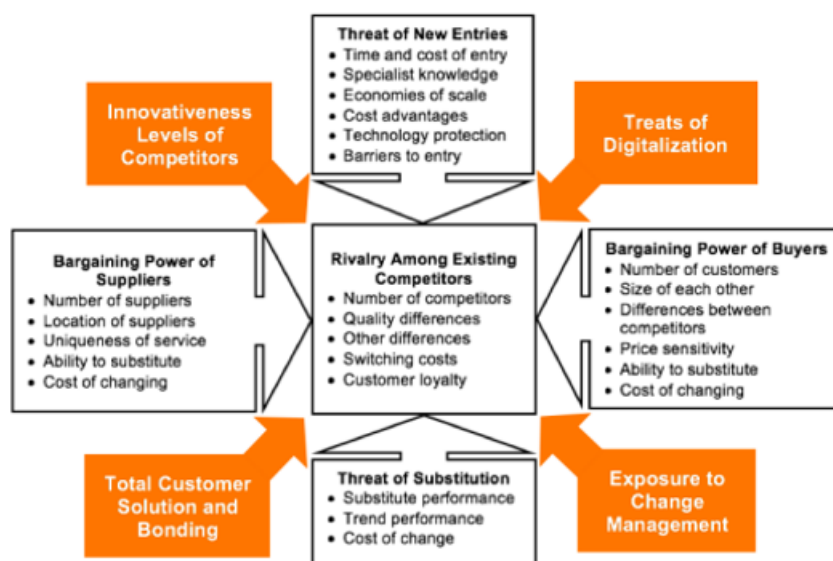 Threat of New Entries
• Time and cost of entry
• Specialist knowledge
• Economies of scale
• Cost advantages
• Technology protection
• Barriers to entry
Innovativeness
Levels of
Competitors
Treats of
Digitalization
Bargaining Power of
Suppliers
• Number of suppliers
• Location of suppliers
• Uniqueness of service
• Ability to substitute
• Cost of changing
Rivalry Among Existing
Competitors
• Number of competitors
• Quality differences
• Other differences
• Switching costs
• Customer loyalty
Bargaining Power of Buyers
• Number of customers
• Size of each other
• Differences between
competitors
• Price sensitivity
• Ability to substitute
• Cost of changing
Total Customer
Solution and
Bonding
Threat of Substitution
• Substitute performance
• Trend performance
• Cost of change
Exposure to
Change
Management